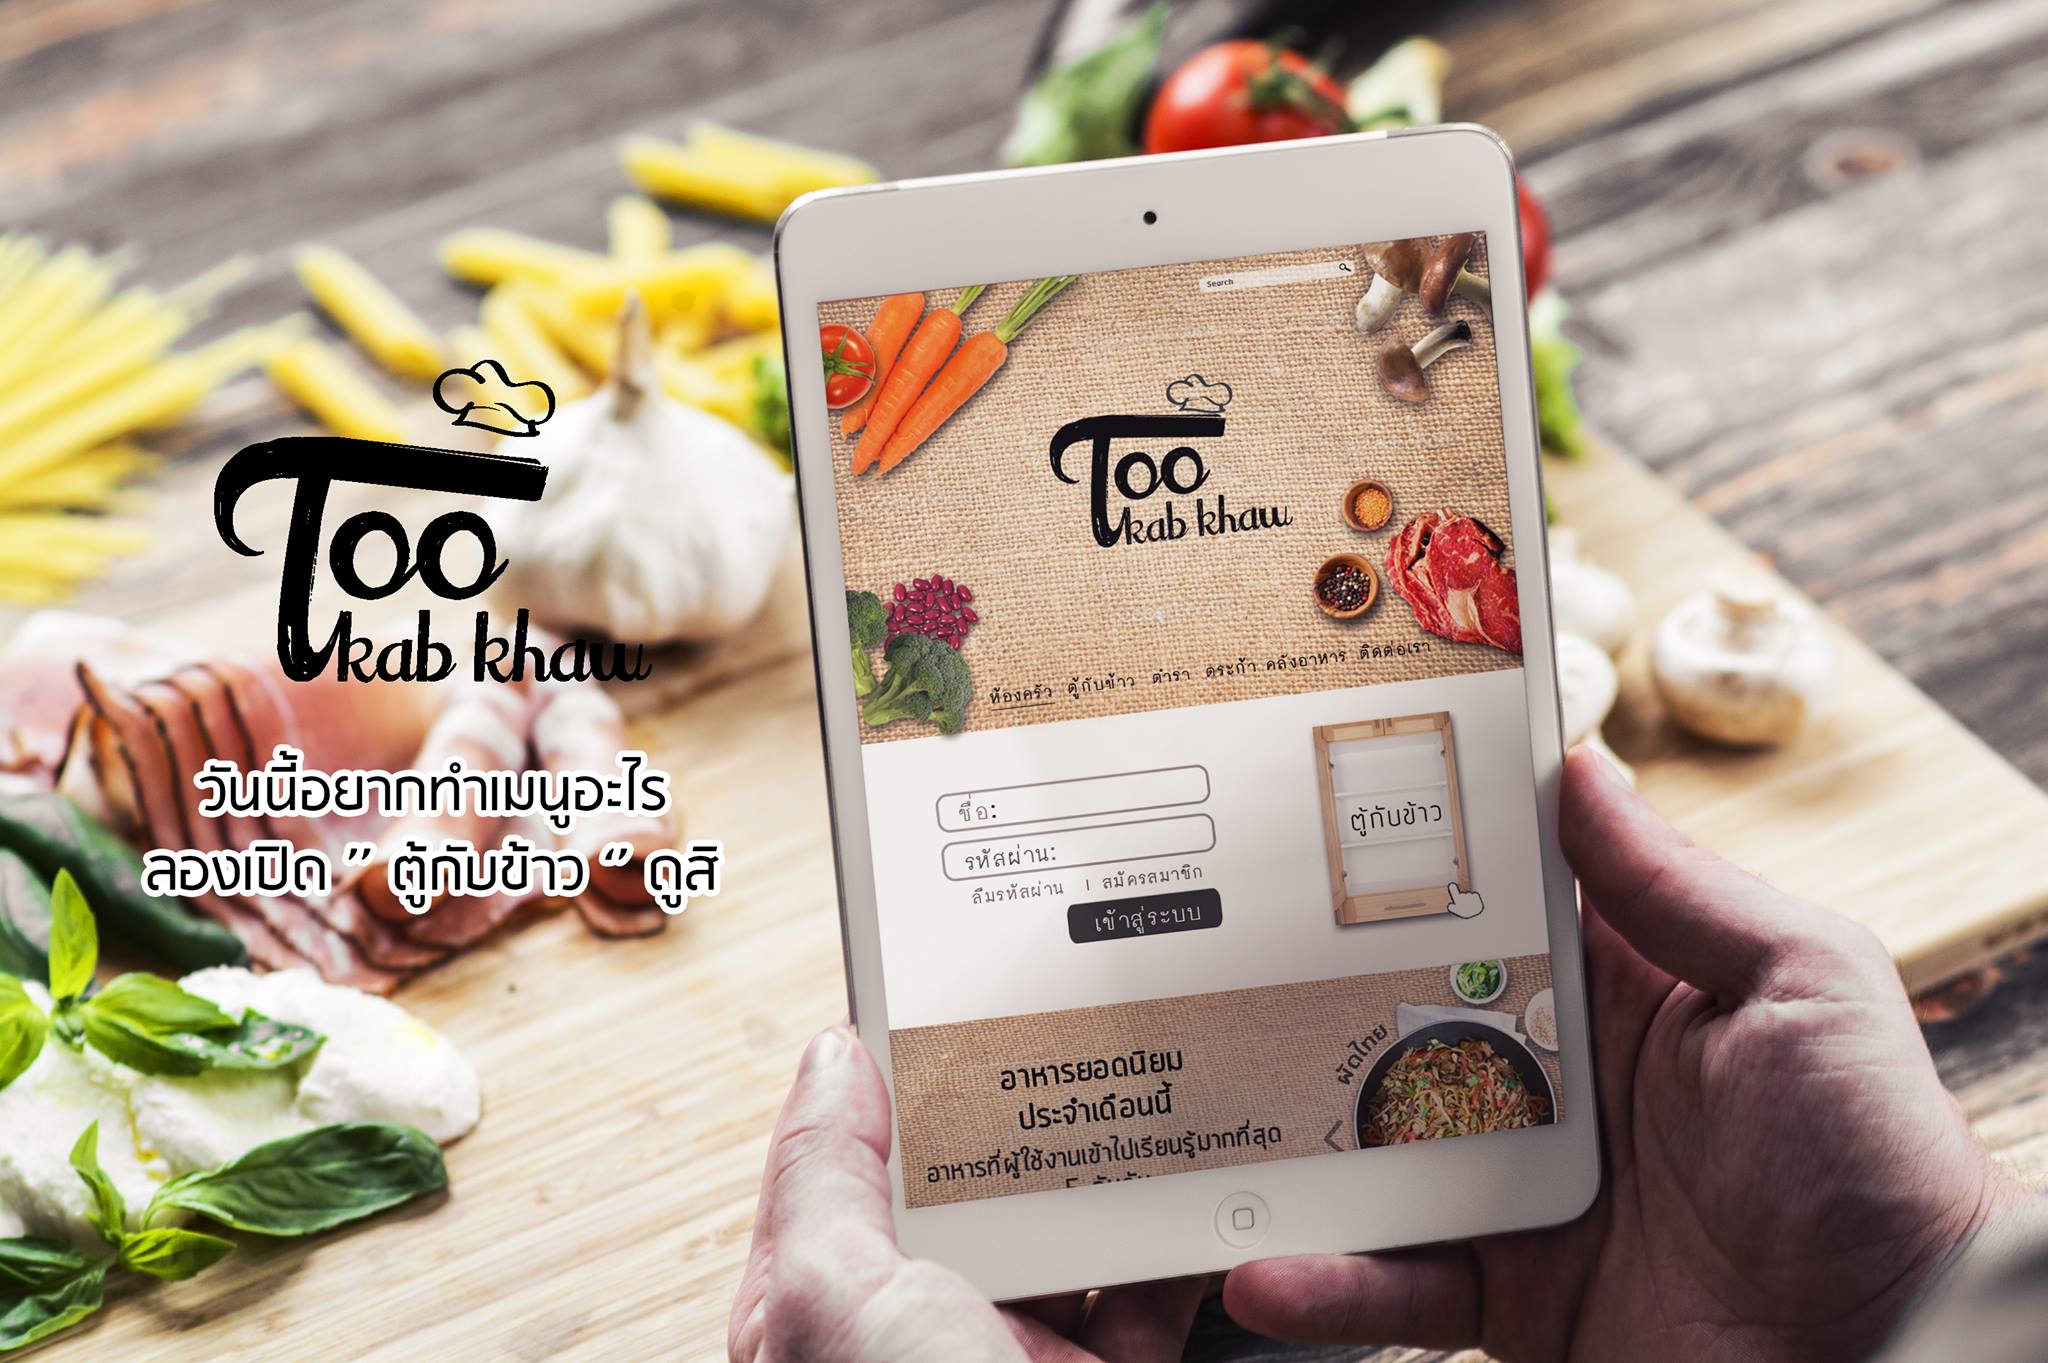 Too
kab khaw
วันนี้อยากทำเมนูอะไร
ลองเปิด " ตู้กับข้าว " ดูสิ
Search
Too
kab khaw
ห้องครัว ตู้กับข้าว ตำรา ตระก้า คลังอาหาร ติดต่อเรา
ชื่อ:
รหัสผ่าน:
ลืมรหัสผ่าน | สมัครสมาชิก
เข้าสู่ระบบ
ตู้กับข้าว
อาหารยอดนิยม
ประจำเดือนนี้
อาหารที่ผู้ใช้งานเข้าไปเรียนรู้มากที่สุด
ผัดไทย